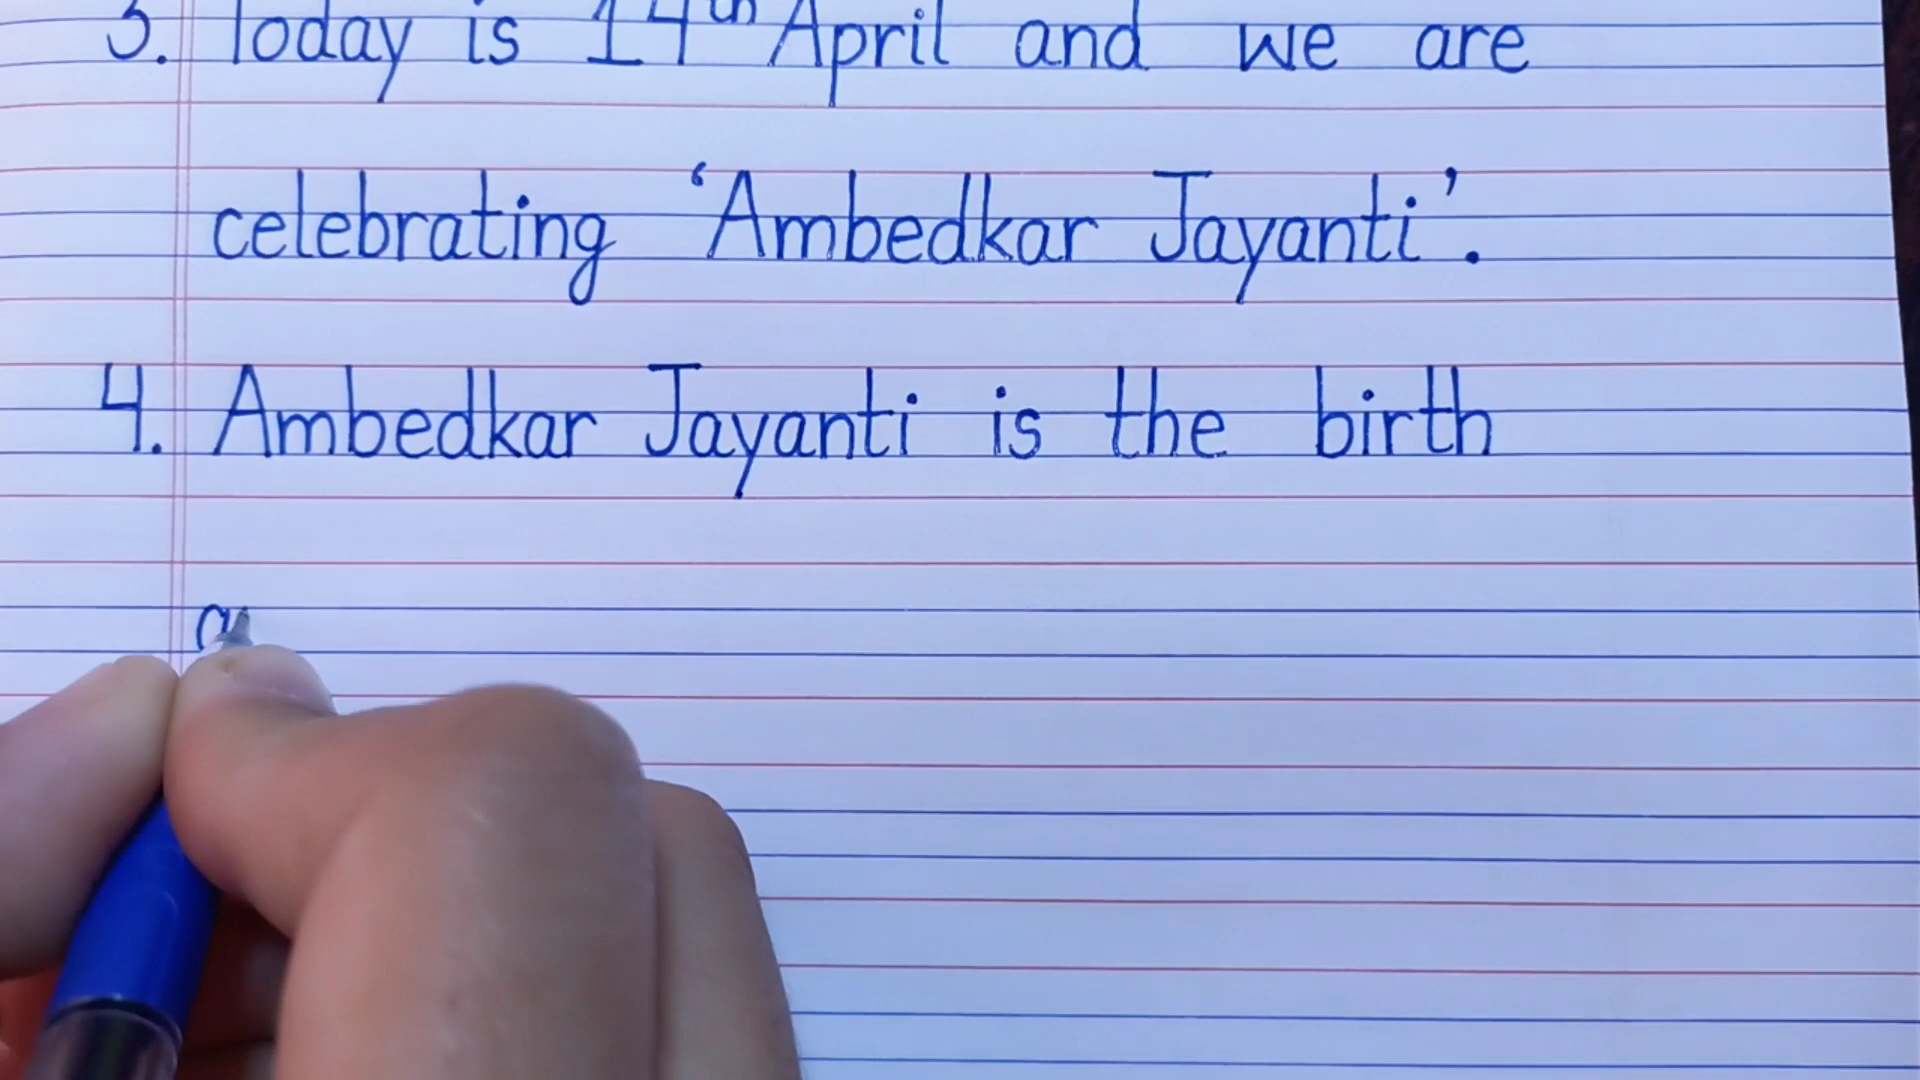 3. Today is 14th April and we are
celebrating ‘Ambedkar Jayanti’.
4. Ambedkar Jayanti is the birth